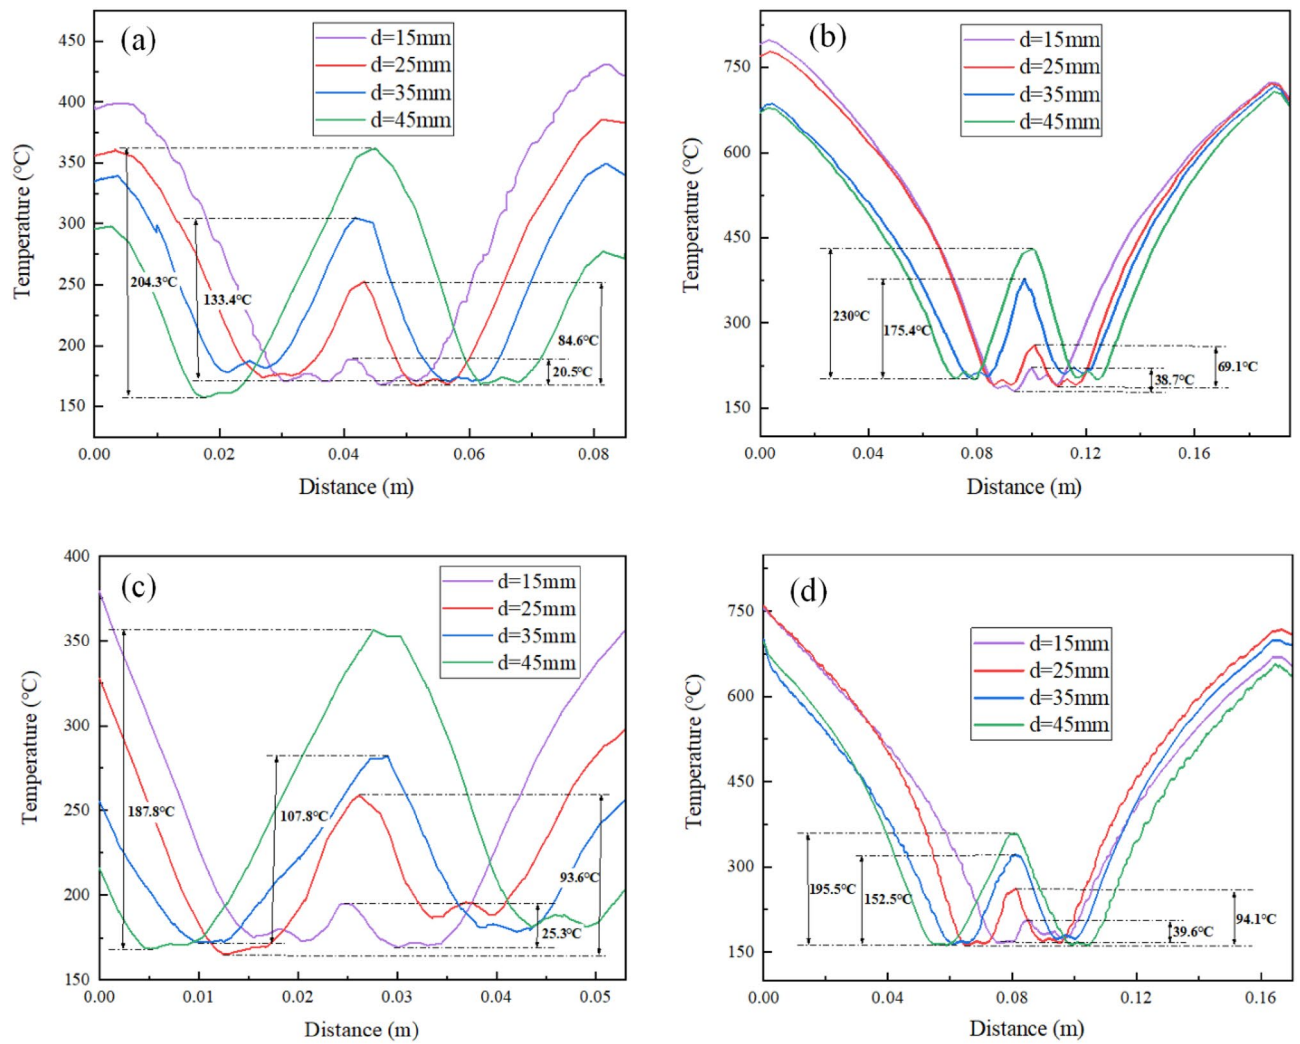 (a)
d=15mm
d=25mm
d=35mm
d=45mm
450
400
350
300
250
200
150
204.3℃
133.4℃
84.6℃
20.5℃
0.00 0.02 0.04 0.06 0.08
Temperature (℃)
Distance (m)
(b)
d=15mm
d=25mm
d=35mm
d=45mm
750
600
450
300
150
230℃
175.4℃
69.1℃
38.7℃
0.00 0.04 0.08 0.12 0.16
Temperature (℃)
Distance (m)
(c)
d=15mm
d=25mm
d=35mm
d=45mm
400
350
300
250
200
150
187.8℃
107.8℃
93.6℃
25.3℃
0.00 0.01 0.02 0.03 0.04 0.05
Temperature (℃)
Distance (m)
(d)
d=15mm
d=25mm
d=35mm
d=45mm
750
600
450
300
150
195.5℃
152.5℃
94.1℃
39.6℃
0.00 0.04 0.08 0.12 0.16
Temperature (℃)
Distance (m)